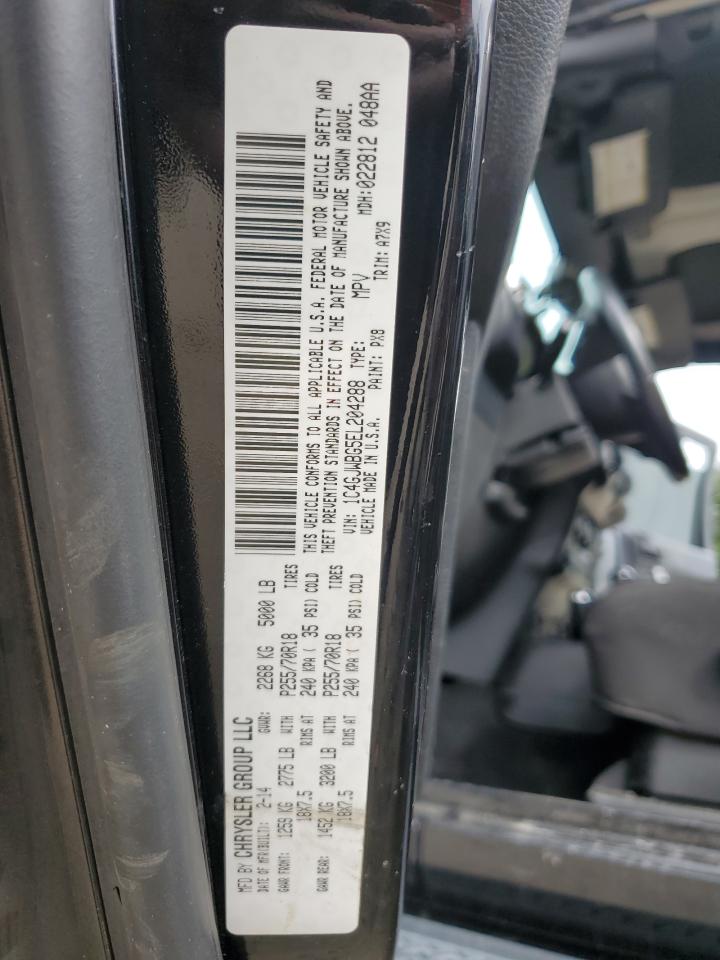 MFD BY CHRYSLER GROUP LLC
DATE OF MFR(BUILT): 2-14 GVWR: 2268 KG 5000 LB
GAWR FRONT: 1259 KG 2775 LB WITH P255/70R18 TIRES
18X7.5 RIMS AT 240 KPA ( 35 PSI) COLD
GAWR REAR: 1452 KG 3200 LB WITH P255/70R18 TIRES
18X7.5 RIMS AT 240 KPA ( 35 PSI) COLD
THIS VEHICLE CONFORMS TO ALL APPLICABLE U.S.A. FEDERAL MOTOR VEHICLE SAFETY AND
THEFT PREVENTION STANDARDS IN EFFECT ON THE DATE OF MANUFACTURE SHOWN ABOVE.
VIN: 1C4GJWBG5EL204288 TYPE: MPV MDH:022812 048AA
VEHICLE MADE IN U.S.A. PAINT: PX8 TRIM: A7X9